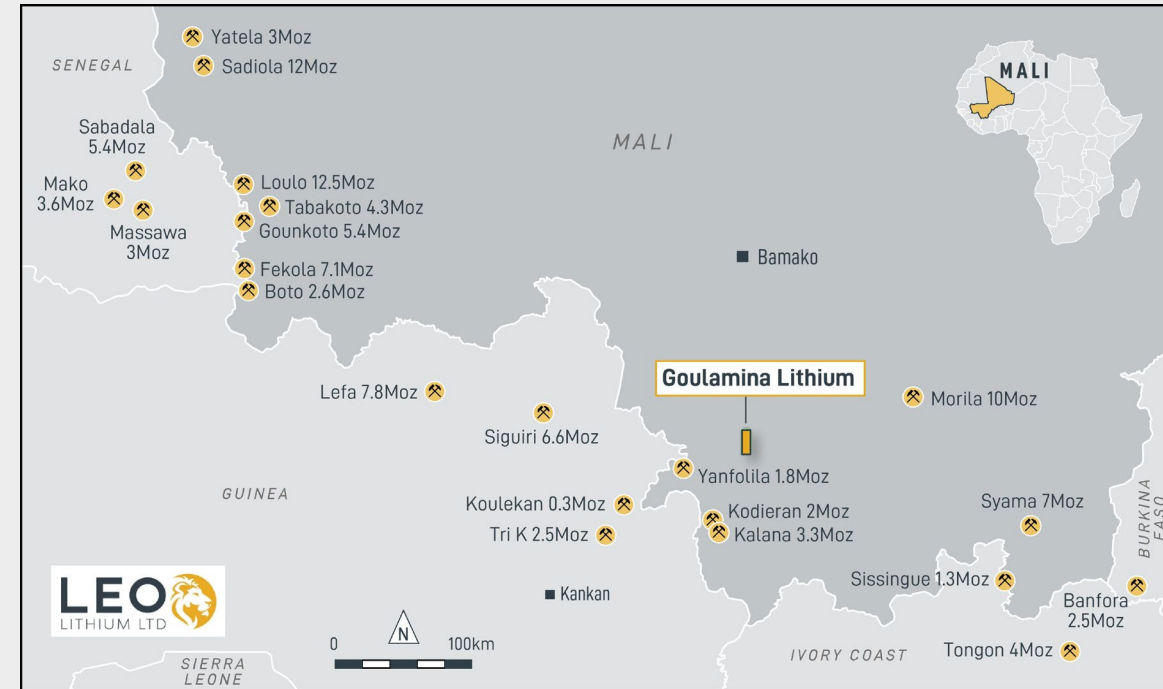 Yatela 3Moz
SENEGAL
Sadiola 12Moz
MALI
MALI
Sabadala
5.4Moz
Mako
3.6Moz
Massawa
3Moz
Loulo 12.5Moz
Tabakoto 4.3Moz
Gounkoto 5.4Moz
Fekola 7.1Moz
Boto 2.6Moz
Bamako
Goulamina Lithium
Lefa 7.8Moz
Morila 10Moz
Siguiri 6.6Moz
Yanfolila 1.8Moz
GUINEA
Koulekan 0.3Moz
Tri K 2.5Moz
Kodieran 2Moz
Kalana 3.3Moz
Syama 7Moz
BURKINA
FASO
Sissingue 1.3Moz
Kankan
Banfora
2.5Moz
LEO
LITHIUM LTD
N
0
100km
Tongon 4Moz
IVORY COAST
SIERRA
LEONE